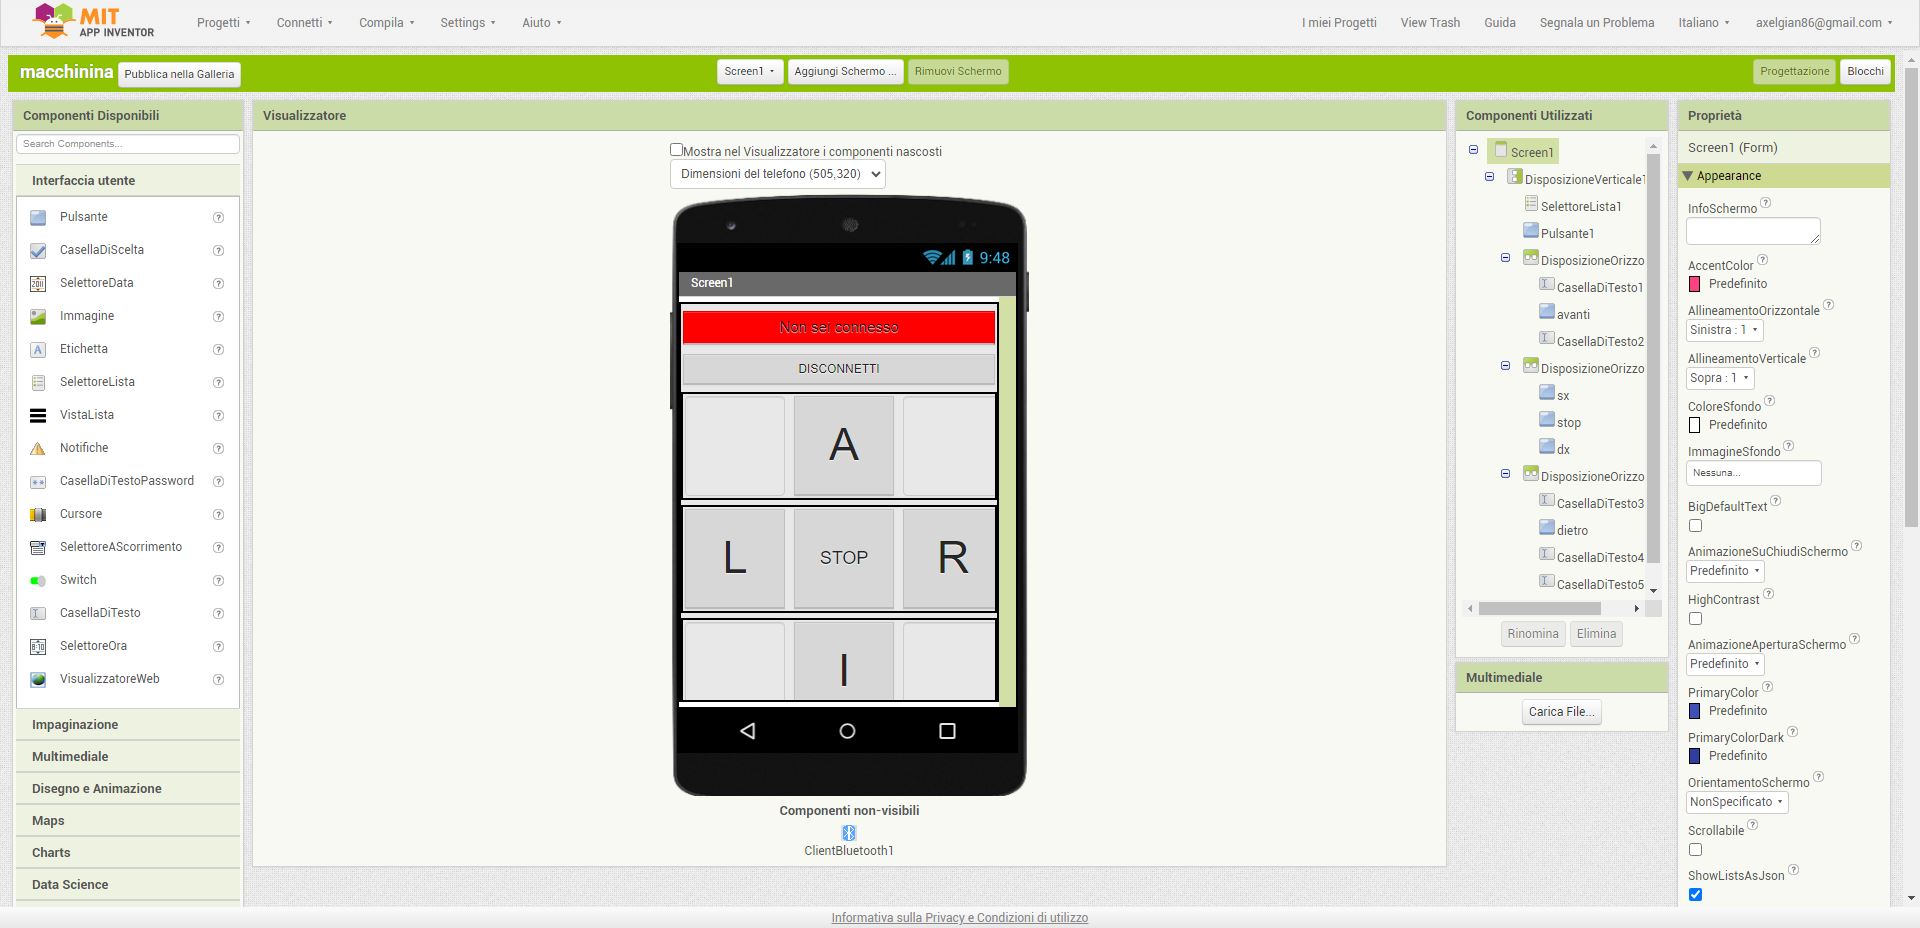 MIT
APP INVENTOR
Progetti
Connetti
Compila
Settings
Aiuto
I miei Progetti
View Trash
Guida
Segnala un Problema
Italiano
axelgian86@gmail.com
macchinina
Pubblica nella Galleria
Screen1
Aggiungi Schermo ...
Rimuovi Schermo
Progettazione
Blocchi
Componenti Disponibili
Search Components...
Interfaccia utente
Pulsante
CasellaDiScelta
SelettoreData
Immagine
Etichetta
SelettoreLista
VistaLista
Notifiche
CasellaDiTestoPassword
Cursore
SelettoreAScorrimento
Switch
CasellaDiTesto
SelettoreOra
VisualizzatoreWeb
Impaginazione
Multimediale
Disegno e Animazione
Maps
Charts
Data Science
Visualizzatore
Mostra nel Visualizzatore i componenti nascosti
Dimensioni del telefono (505,320)
9:48
Screen1
Non sei connesso
DISCONNETTI
A
L STOP R
I
Componenti non-visibili
ClientBluetooth1
Componenti Utilizzati
Screen1
DisposizioneVerticale1
SelettoreLista1
Pulsante1
DisposizioneOrizzo
CasellaDiTesto1
avanti
CasellaDiTesto2
DisposizioneOrizzo
sx
stop
dx
DisposizioneOrizzo
CasellaDiTesto3
dietro
CasellaDiTesto4
CasellaDiTesto5
Rinomina
Elimina
Multimediale
Carica File...
Proprietà
Screen1 (Form)
Appearance
InfoSchermo
AccentColor
Predefinito
AllineamentoOrizzontale
Sinistra : 1
AllineamentoVerticale
Sopra : 1
ColoreSfondo
Predefinito
ImmagineSfondo
Nessuna...
BigDefaultText
AnimazioneSuChiudiSchermo
Predefinito
HighContrast
AnimazioneAperturaSchermo
Predefinito
PrimaryColor
Predefinito
PrimaryColorDark
Predefinito
OrientamentoSchermo
NonSpecificato
Scrollabile
ShowListsAsJson
Informativa sulla Privacy e Condizioni di utilizzo